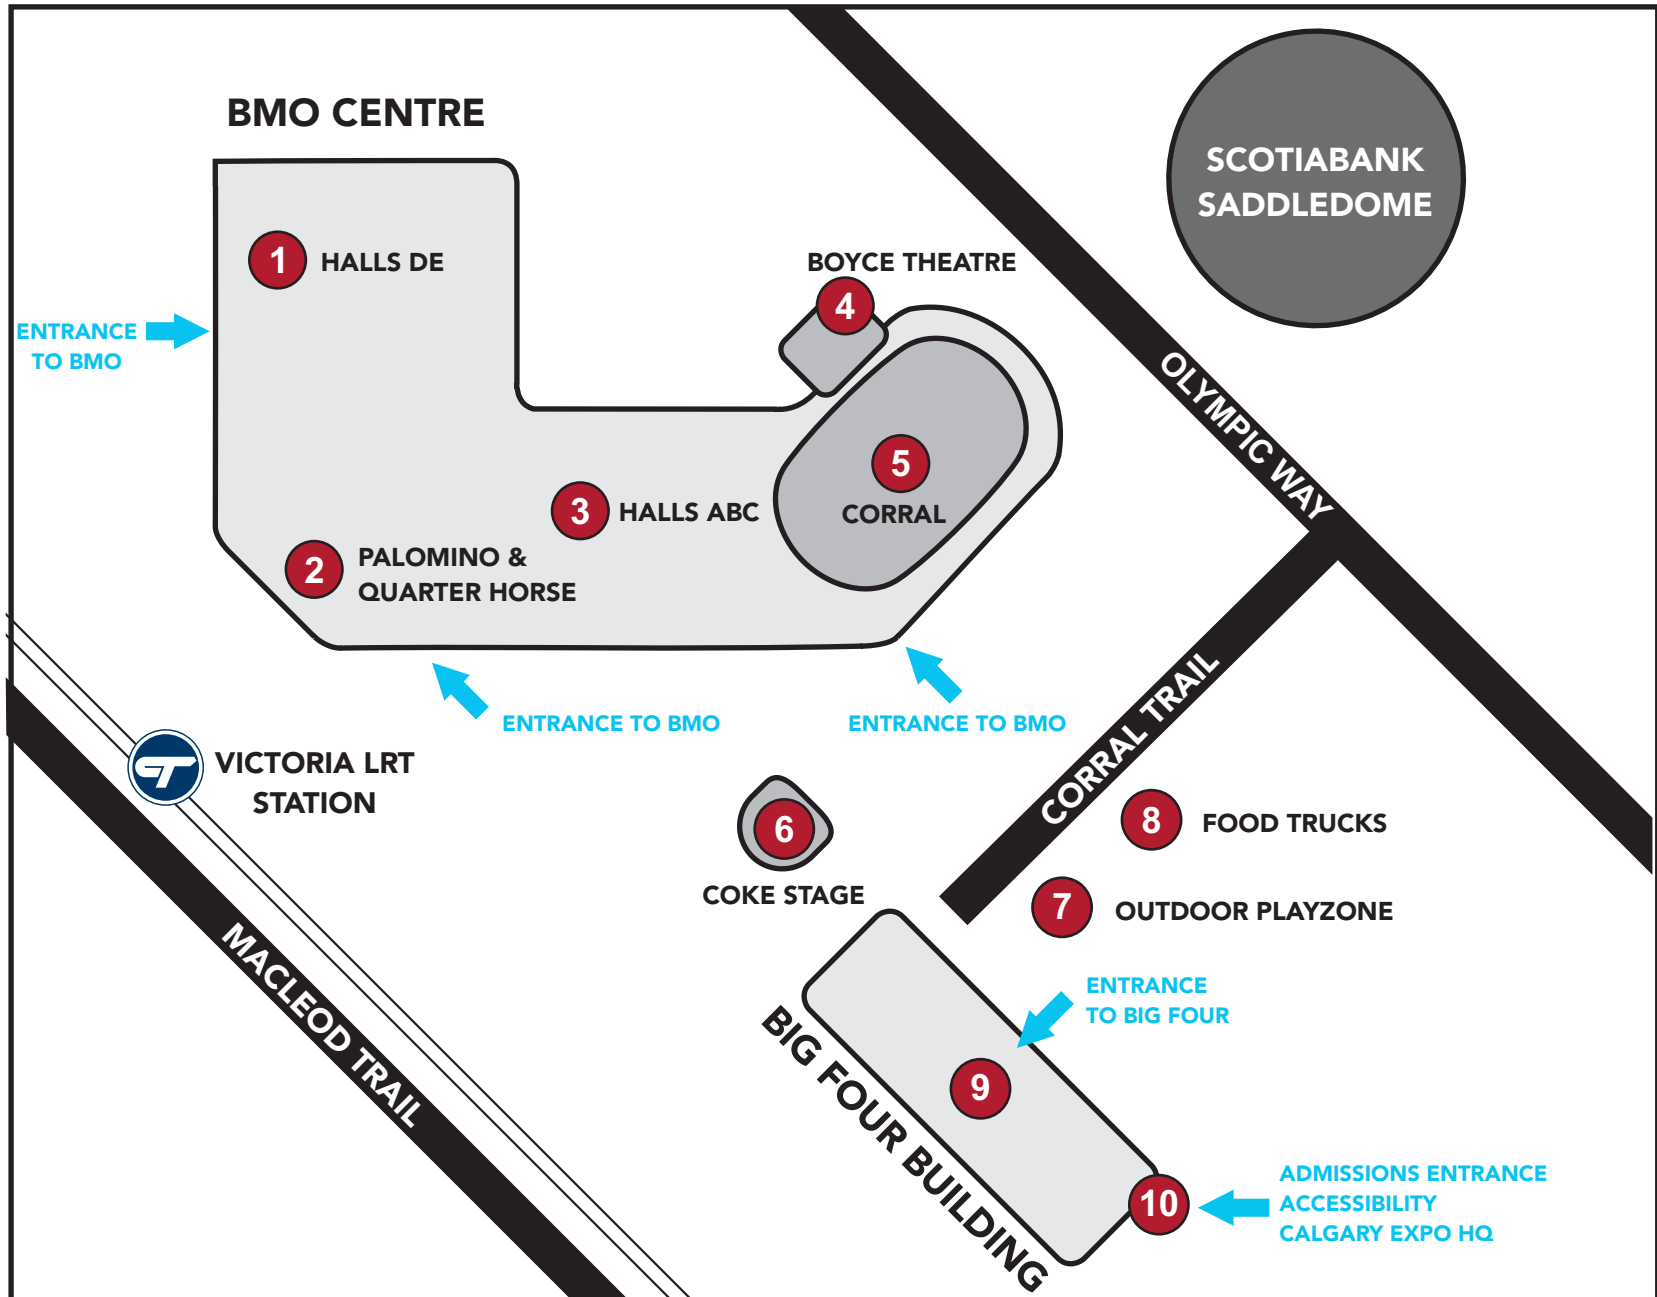 BMO CENTRE
SCOTIABANK
SADDLEDOME
1
HALLS DE
BOYCE THEATRE
4
ENTRANCE
TO BMO
OLYMPIC WAY
5
CORRAL
3
HALLS ABC
2
PALOMINO &
QUARTER HORSE
ENTRANCE TO BMO
ENTRANCE TO BMO
CORRAL TRAIL
VICTORIA LRT
STATION
6
COKE STAGE
8
FOOD TRUCKS
7
OUTDOOR PLAYZONE
MACLEOD TRAIL
ENTRANCE
TO BIG FOUR
9
BIG FOUR BUILDING
10
ADMISSIONS ENTRANCE
ACCESSIBILITY
CALGARY EXPO HQ